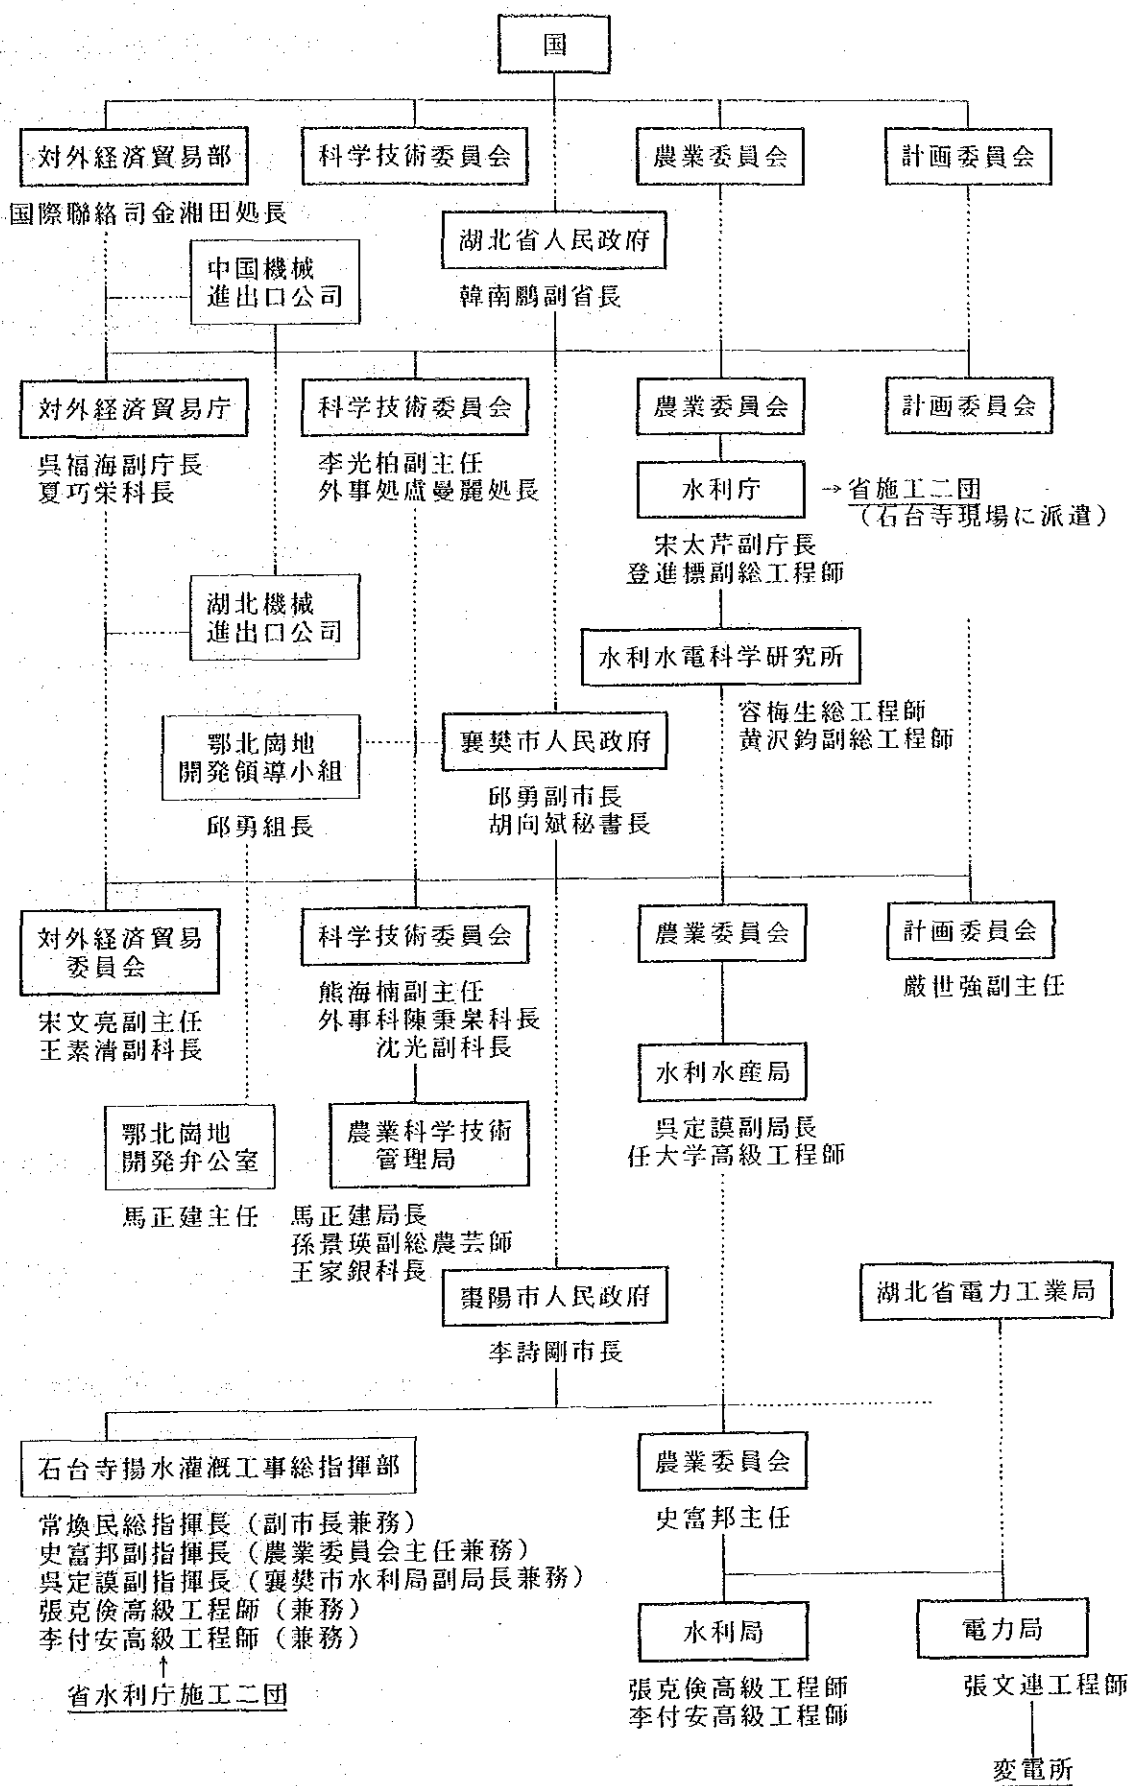 国
対外経済貿易部
科学技術委員会
農業委員会
計画委員会
国際聯絡司金湘田処長
湖北省人民政府
韓南鵬副省長
中国機械
進出口公司
対外経済貿易庁
科学技術委員会
農業委員会
計画委員会
呉福海副庁長
夏巧栄科長
李光柏副主任
外事処盧曼麗処長
水利庁
→省施工二団
(石台寺現場に派遣)
宋太芹副庁長
登進標副総工程師
湖北機械
進出口公司
水利水電科学研究所
容梅生総工程師
黄沢鈞副総工程師
鄂北崗地
開発領導小組
邱勇組長
襄樊市人民政府
邱勇副市長
胡向斌秘書長
対外経済貿易
委員会
科学技術委員会
農業委員会
計画委員会
宋文亮副主任
王素清副科長
熊海楠副主任
外事科陳秉梟科長
沈光副科長
厳世強副主任
水利水産局
呉定謨副局長
任大学高級工程師
鄂北崗地
開発弁公室
馬正建主任
農業科学技術
管理局
馬正建局長
孫景瑛副総農芸師
王家銀科長
棗陽市人民政府
李詩剛市長
湖北省電力工業局
石台寺揚水灌漑工事総指揮部
常煥民総指揮長(副市長兼務)
史富邦副指揮長(農業委員会主任兼務)
呉定謨副指揮長(襄樊市水利局副局長兼務)
張克倹高級工程師(兼務)
李付安高級工程師(兼務)
↑
省水利庁施工二団
農業委員会
史富邦主任
水利局
電力局
張克倹高級工程師
李付安高級工程師
張文連工程師
変電所